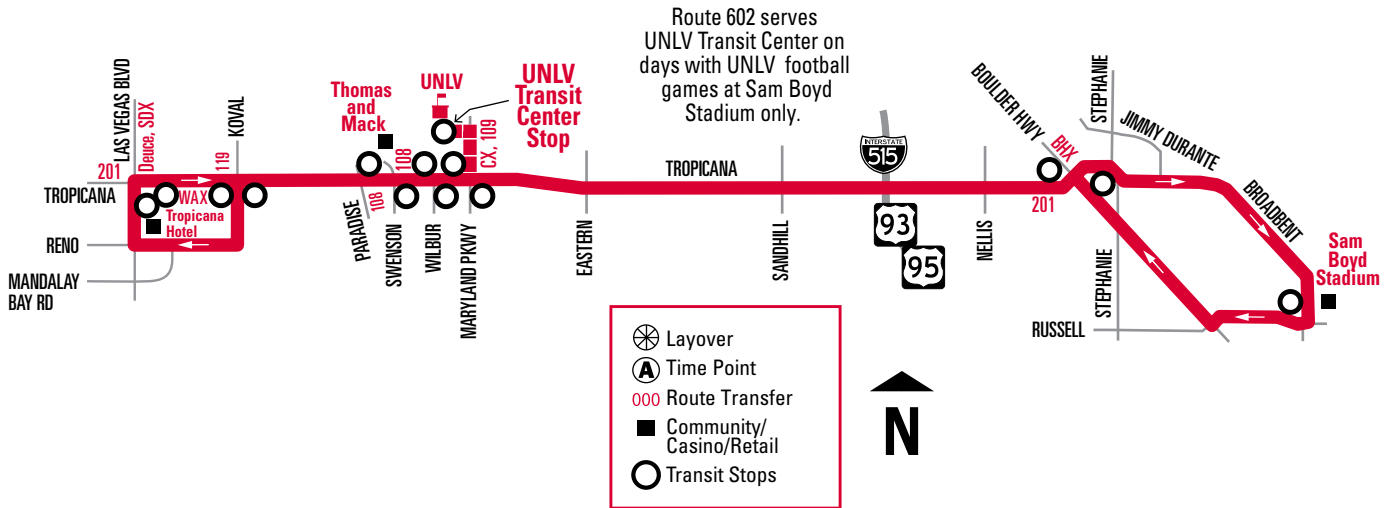 Route 602 serves
UNLV Transit Center on
days with UNLV football
games at Sam Boyd
Stadium only.
LAS VEGAS BLVD
Deuce, SDX
201
119
KOVAL
TROPICANA
WAX
Tropicana
Hotel
RENO
MANDALAY
BAY RD
Thomas
and
Mack
UNLV
UNLV
Transit
Center
Stop
108
CX, 109
108
PARADISE
SWENSON
WILBUR
MARYLAND PKWY
EASTERN
TROPICANA
SANDHILL
INTERSTATE
515
93
95
NELLIS
201
BOULDER HWY
BHX
STEPHANIE
JIMMY DURANTE
BROADBENT
Sam
Boyd
Stadium
STEPHANIE
RUSSELL
Layover
A Time Point
000 Route Transfer
Community/
Casino/Retail
Transit Stops
N